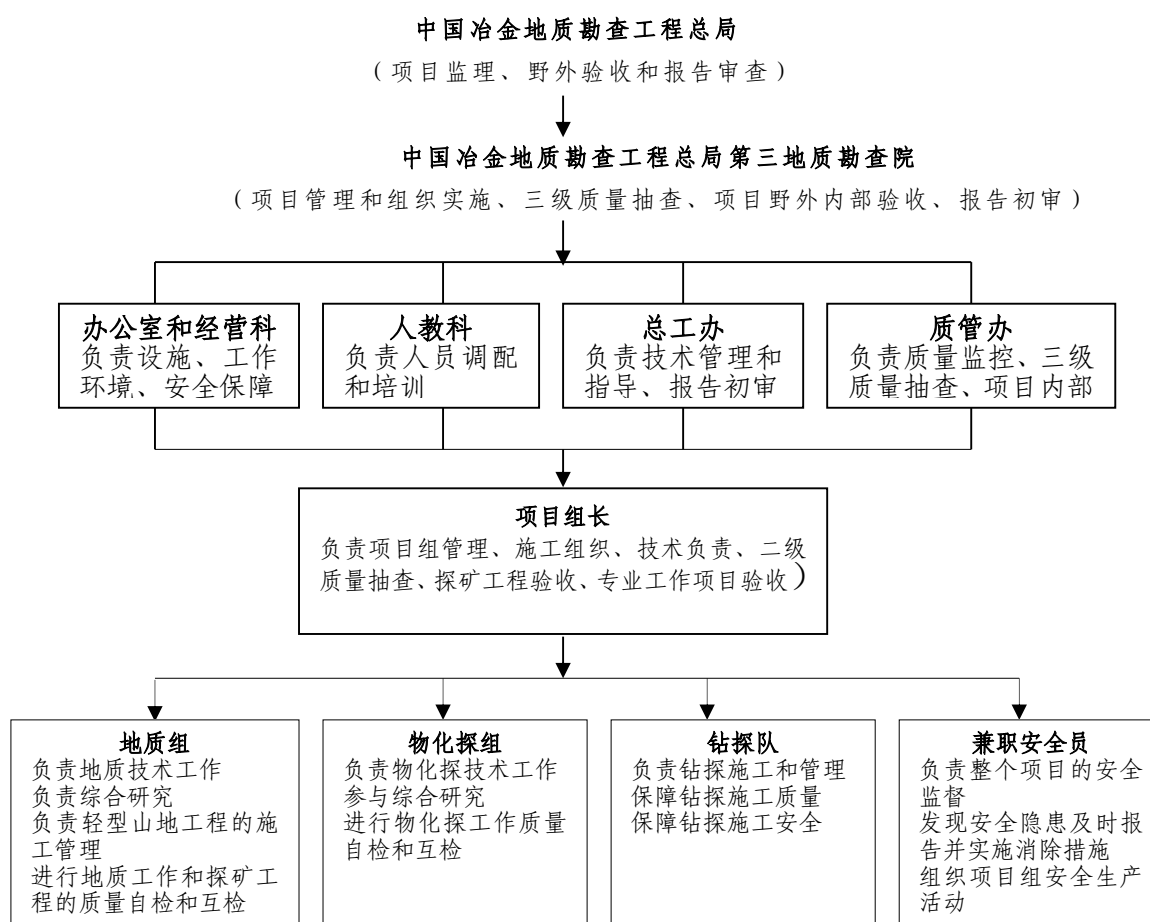 中国冶金地质勘查工程总局
（项目监理、野外验收和报告审查）
中国冶金地质勘查工程总局第三地质勘查院
（项目管理和组织实施、三级质量抽查、项目野外内部验收、报告初审）
办公室和经营科
负责设施、工作
环境、安全保障
人教科
负责人员调配
和培训
总工办
负责技术管理和
指导、报告初审
质管办
负责质量监控、三级
质量抽查、项目内部
项目组长
负责项目组管理、施工组织、技术负责、二级
质量抽查、探矿工程验收、专业工作项目验收）
地质组
负责地质技术工作
负责综合研究
负责轻型山地工程的施
工管理
进行地质工作和探矿工
程的质量自检和互检
物化探组
负责物化探技术工作
参与综合研究
进行物化探工作质量
自检和互检
钻探队
负责钻探施工和管理
保障钻探施工质量
保障钻探施工安全
兼职安全员
负责整个项目的安全
监督
发现安全隐患及时报
告并实施消除措施
组织项目组安全生产
活动